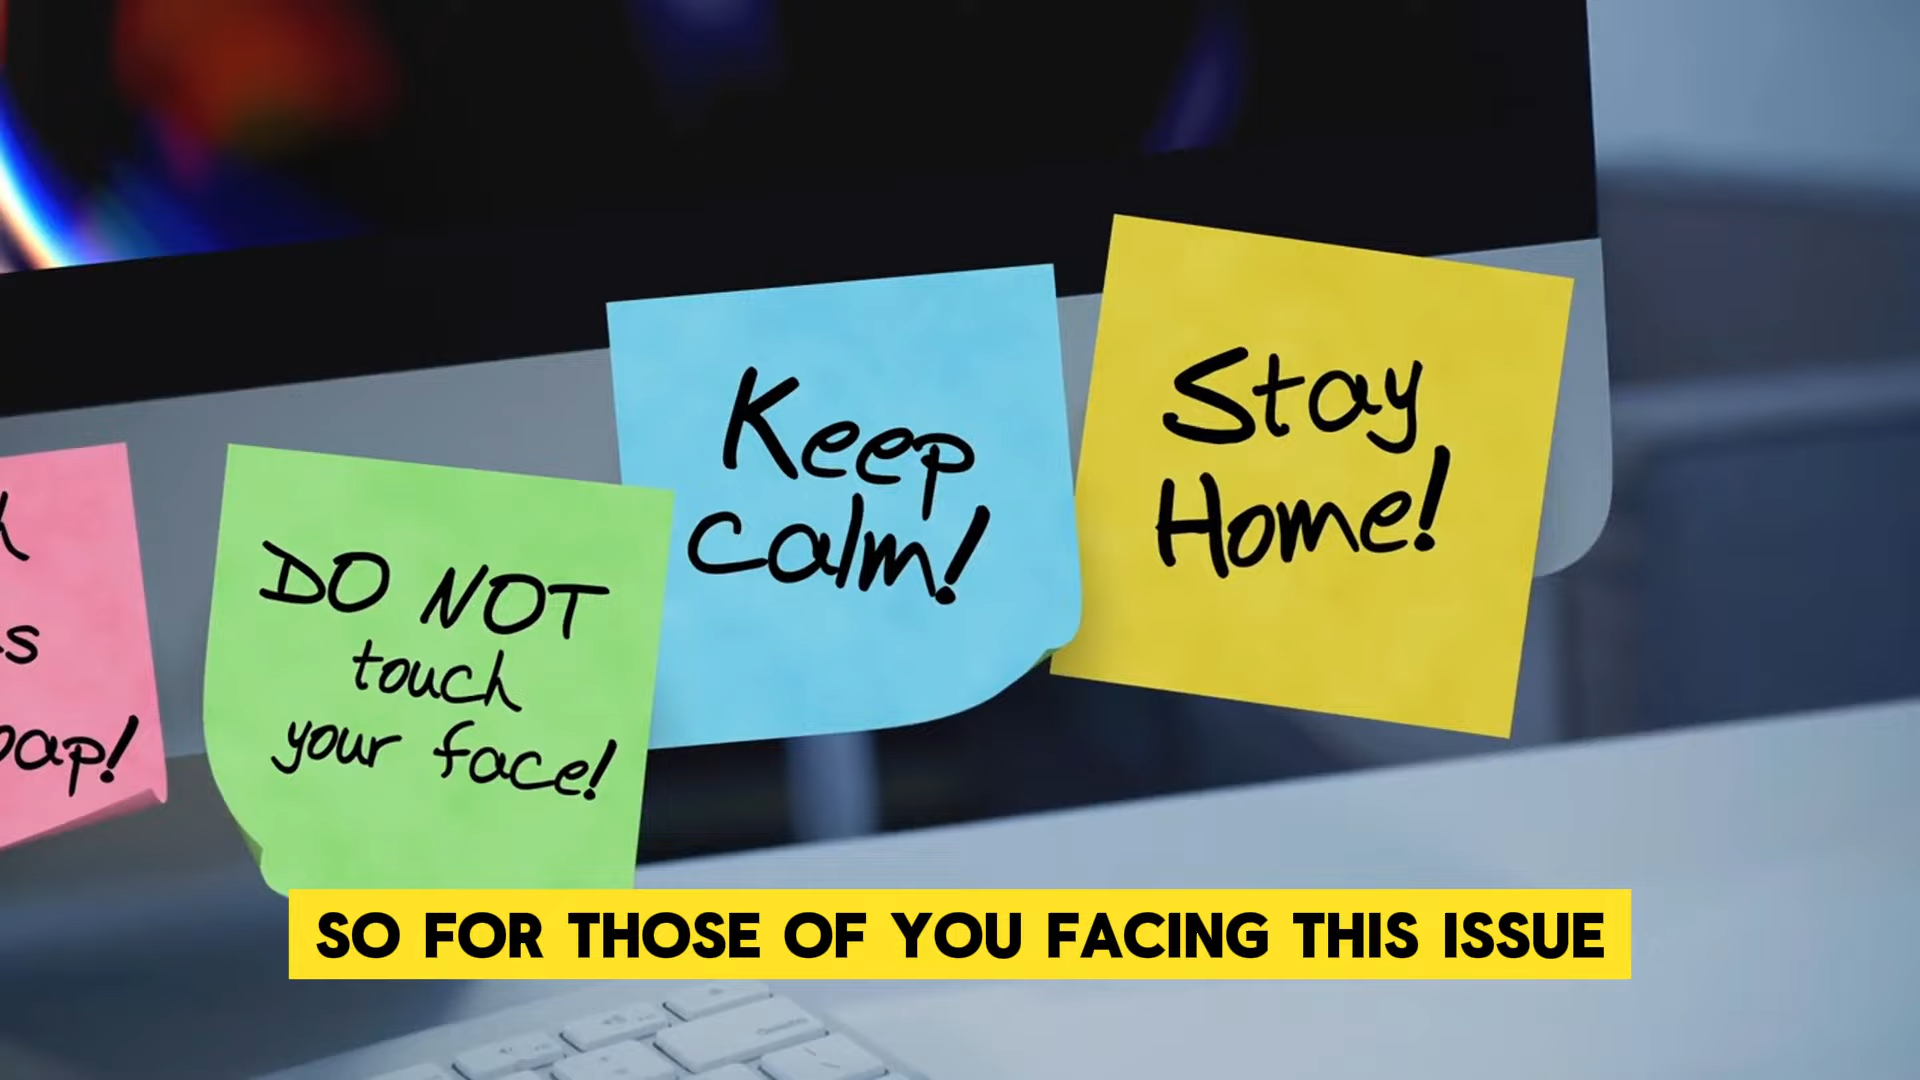 DO NOT
touch
your face!
Keep
calm!
Stay
Home!
SO FOR THOSE OF YOU FACING THIS ISSUE